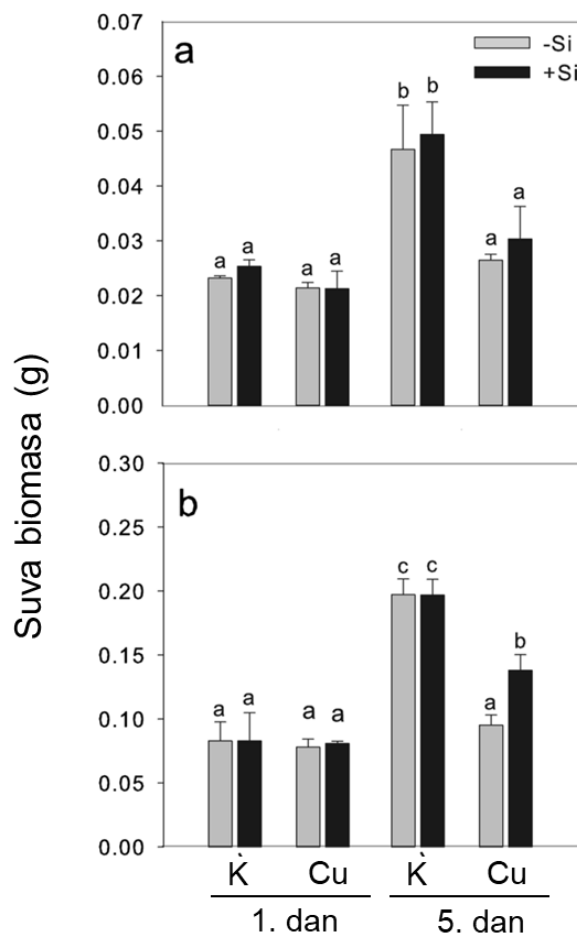 a
-Si
+Si
0.07
0.06
0.05
0.04
0.03
0.02
0.01
0.00
a a a a b b a a
b
0.30
0.25
0.20
0.15
0.10
0.05
0.00
a a a a c c a b
Suva biomasa (g)
K̀ Cu K̀ Cu
1. dan 5. dan